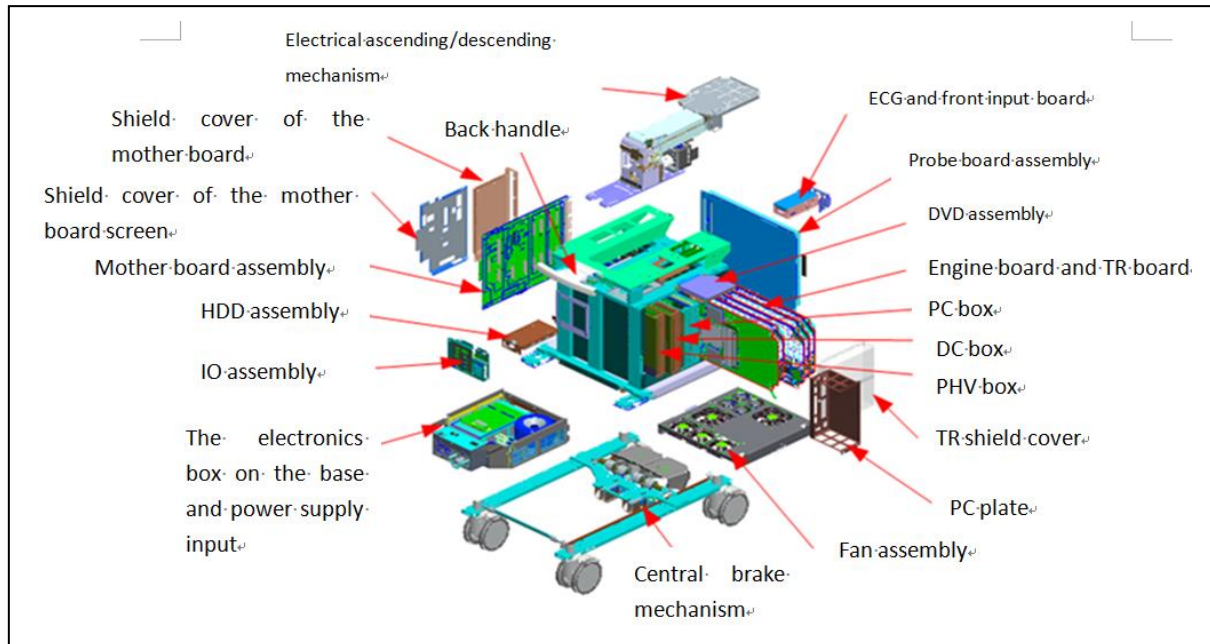 Electrical ascending/descending
mechanism
ECG and front input board
Shield cover of the
mother board
Back handle
Probe board assembly
Shield cover of the mother
board screen
DVD assembly
Mother board assembly
Engine board and TR board
HDD assembly
PC box
DC box
IO assembly
PHV box
The electronics
box on the base
and power supply
input
TR shield cover
PC plate
Fan assembly
Central brake
mechanism